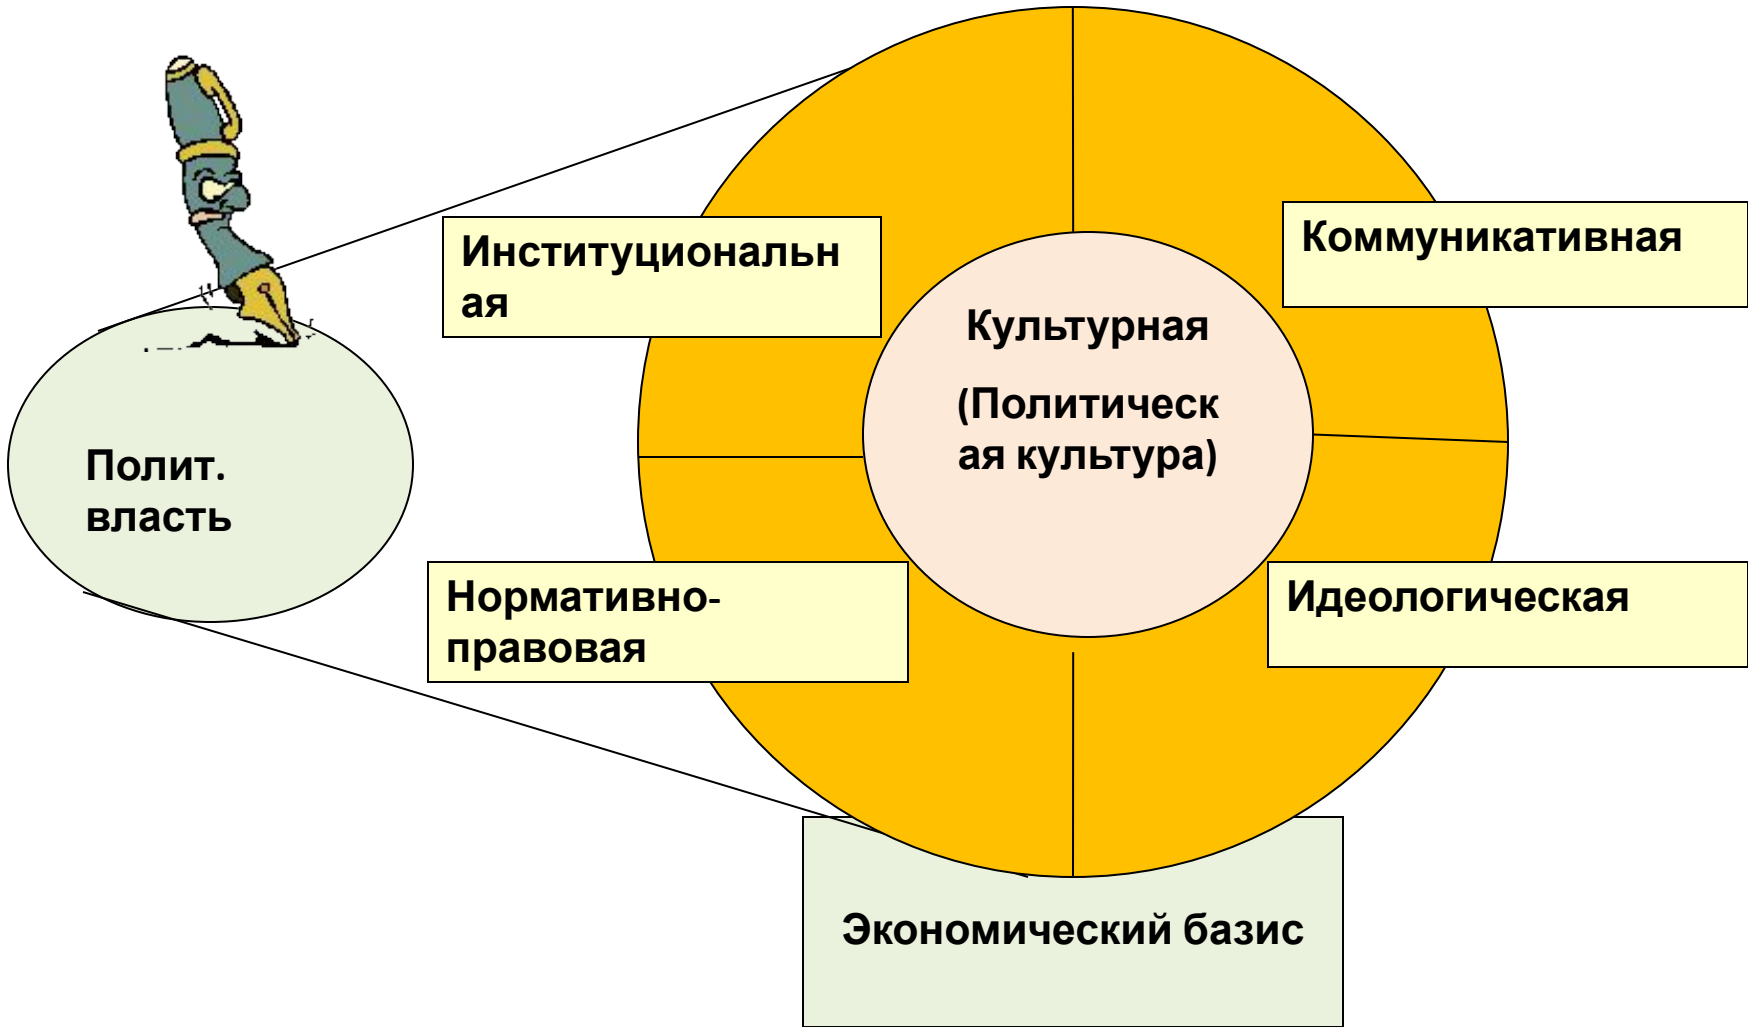 Институциональн
ая
Коммуникативная
Культурная
(Политическ
ая культура)
Полит.
власть
Нормативно-
правовая
Идеологическая
Экономический базис